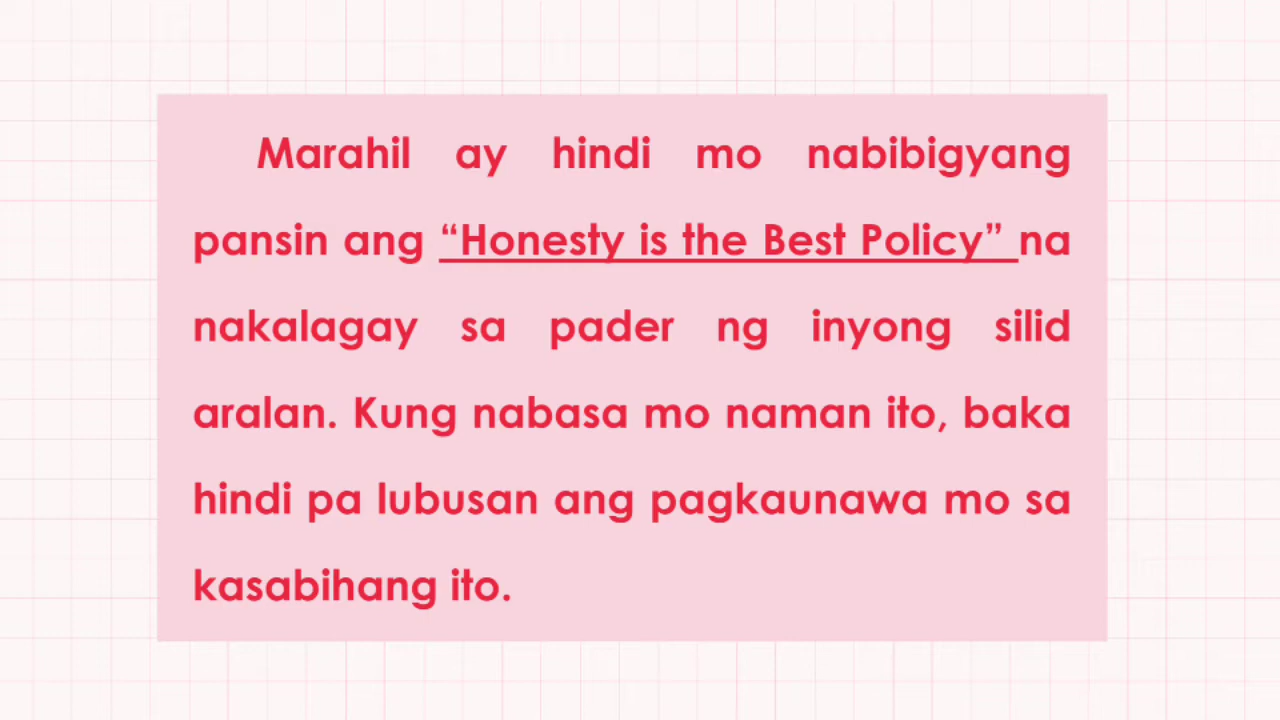 Marahil ay hindi mo nabibigyang
pansin ang “Honesty is the Best Policy” na
nakalagay sa pader ng inyong silid
aralan. Kung nabasa mo naman ito, baka
hindi pa lubusan ang pagkaunawa mo sa
kasabihang ito.